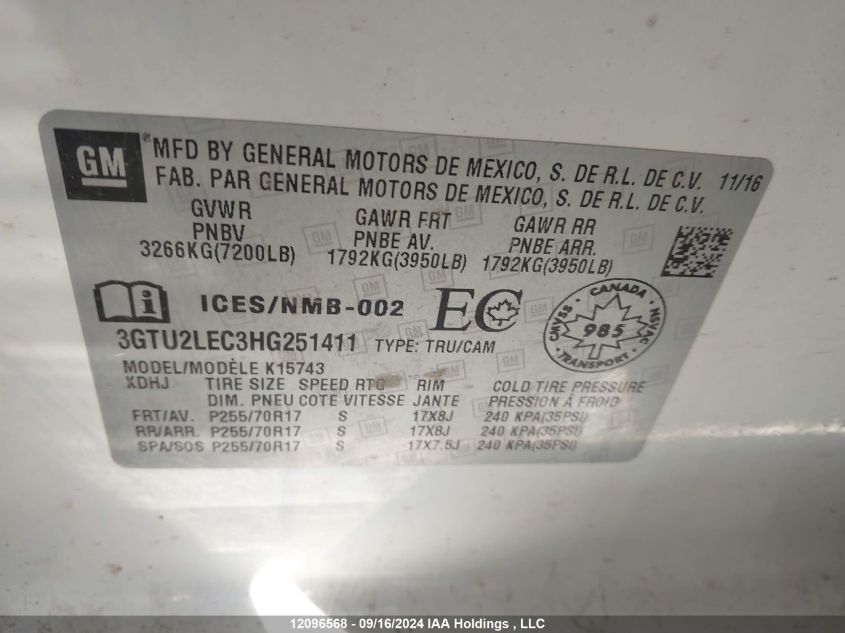 GM ® MFD BY GENERAL MOTORS DE MEXICO, S. DE R.L. DE C.V. 11/16
FAB. PAR GENERAL MOTORS DE MEXICO, S. DE R.L. DE C.V.
GVWR GAWR FRT GAWR RR
PNBV PNBE AV. PNBE ARR.
3266KG(7200LB) 1792KG(3950LB) 1792KG(3950LB)
i ICES/NMB-002 EC CANADA CMVSS NSVAC 985 TRANSPORT
3GTU2LEC3HG251411 TYPE: TRU/CAM
MODEL/MODÈLE K15743
XDHJ TIRE SIZE SPEED RTG RIM COLD TIRE PRESSURE
DIM. PNEU COTE VITESSE JANTE PRESSION À FROID
FRT/AV. P255/70R17 S 17X8J 240 KPA(35PSI)
RR/ARR. P255/70R17 S 17X8J 240 KPA(35PSI)
SPA/SOS P255/70R17 S 17X7.5J 240 KPA(35PSI)
12096568 - 09/16/2024 IAA Holdings , LLC